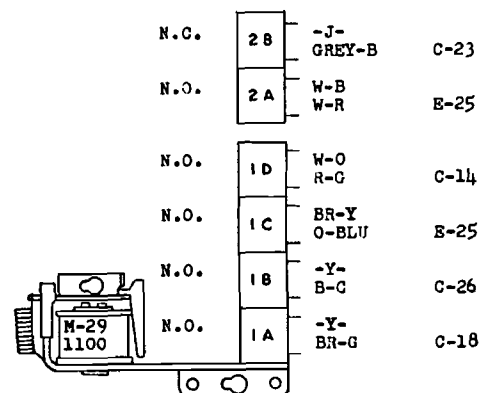 N.C. 2B -J-
GREY-B C-23
N.O. 2A W-B
W-R E-25
N.O. 1D W-O
R-G C-14
N.O. 1C BR-Y
O-BLU E-25
N.O. 1B -Y-
B-G C-26
M-29 N.O. 1A -Y-
1100 BR-G C-18